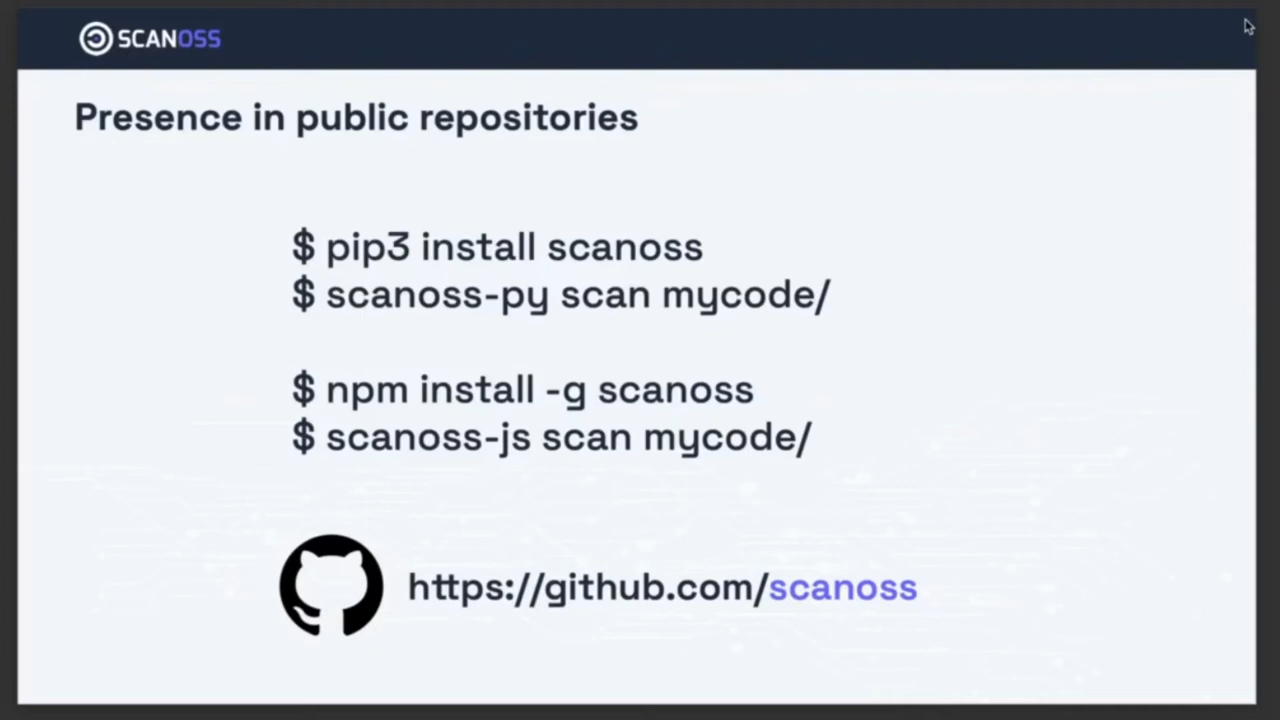 SCANOSS
Presence in public repositories
$ pip3 install scanoss
$ scanoss-py scan mycode/
$ npm install -g scanoss
$ scanoss-js scan mycode/
https://github.com/scanoss